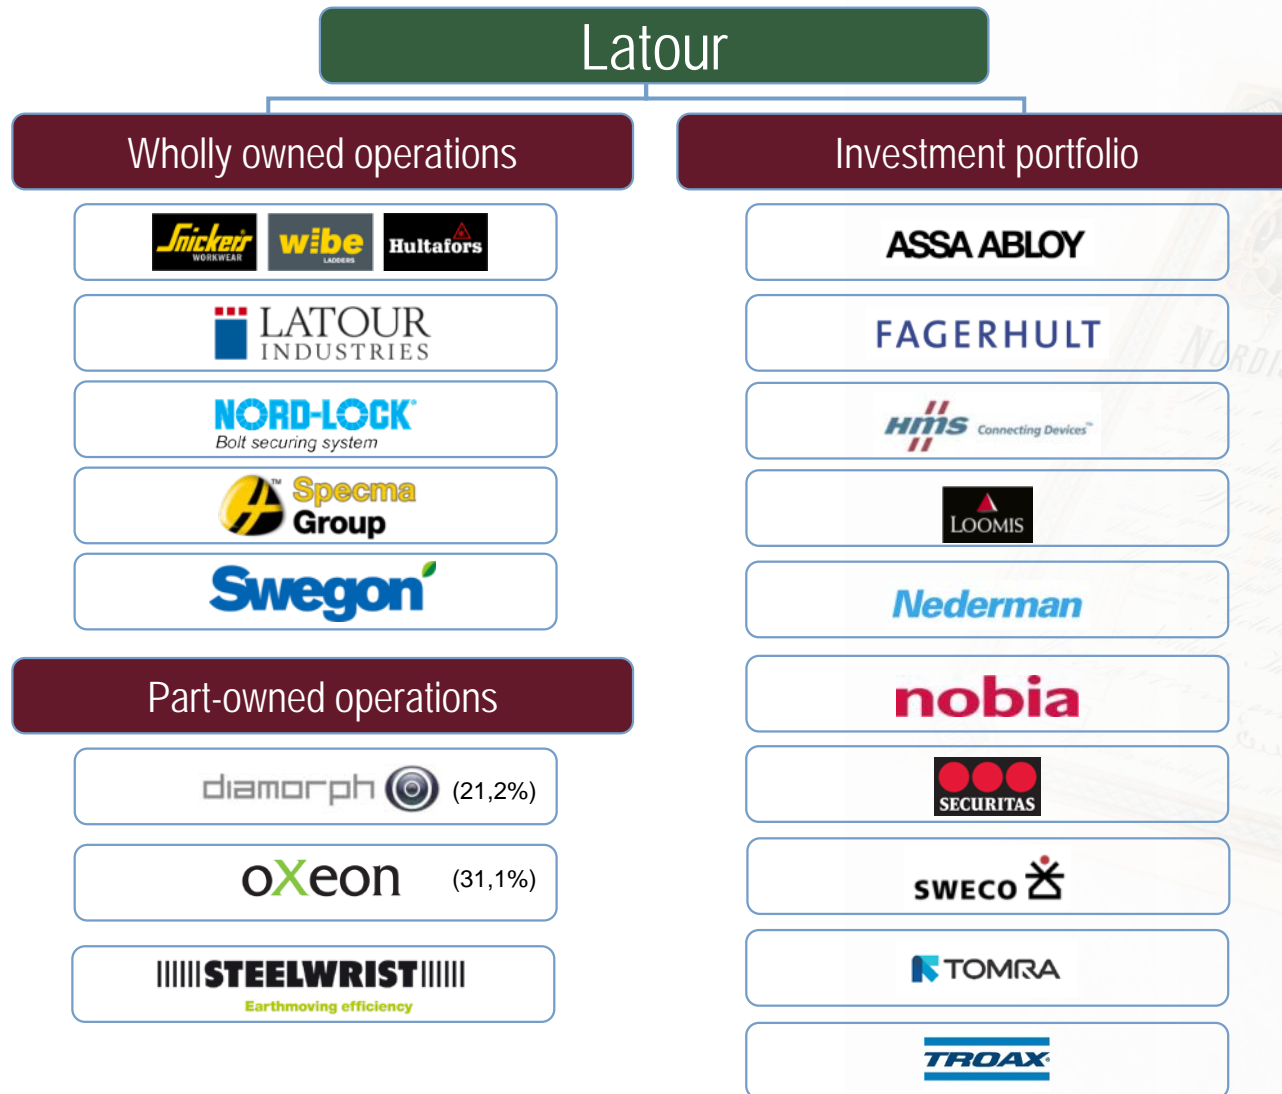 Latour
Wholly owned operations
Snickers
WORKWEAR
wibe
LADDERS
Hultafors
LATOUR
INDUSTRIES
NORD-LOCK®
Bolt securing system
Specma™
Group
Swegon
Part-owned operations
diamorph (21,2%)
oXeon (31,1%)
STEELWRIST
Earthmoving efficiency
Investment portfolio
ASSA ABLOY
FAGERHULT
HMS Connecting Devices™
LOOMIS
Nederman
nobia
SECURITAS
SWECO
TOMRA
TROAX